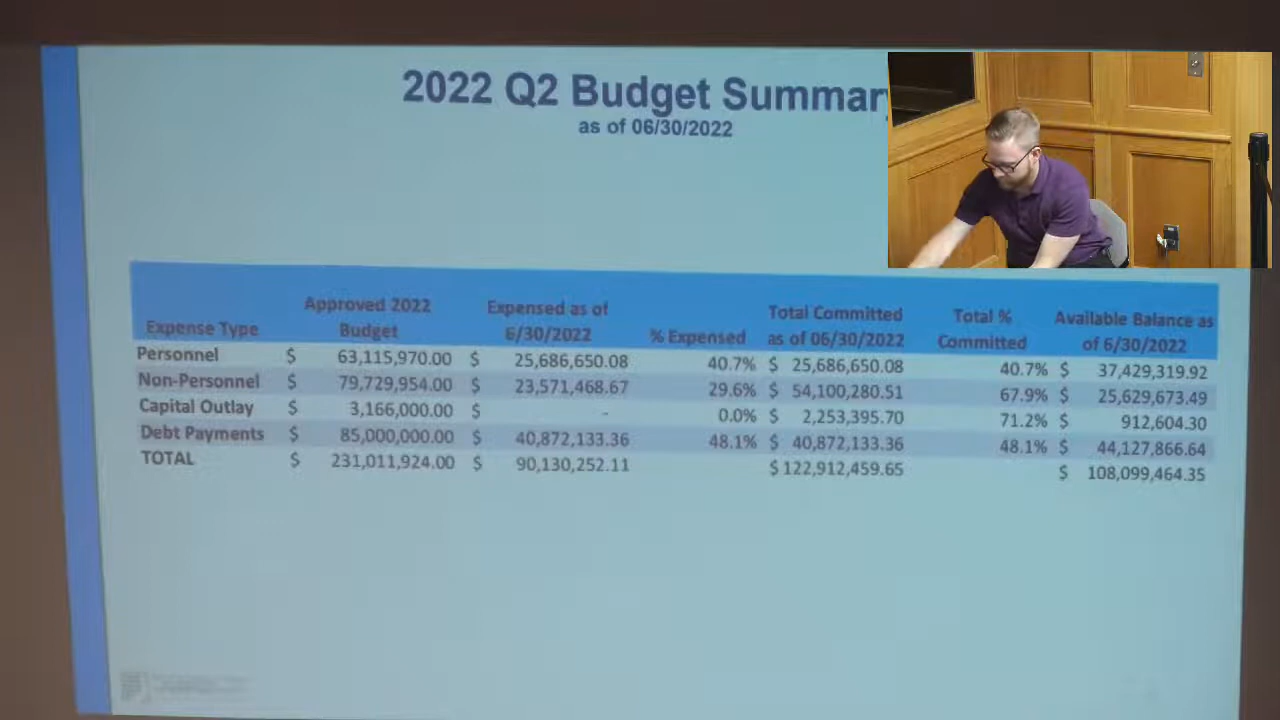 2022 Q2 Budget Summary
as of 06/30/2022
Expense Type Approved 2022 Budget Expensed as of 6/30/2022 % Expensed Total Committed as of 06/30/2022 Total % Committed Available Balance as of 6/30/2022
Personnel $ 63,115,970.00 $ 25,686,650.08 40.7% $ 25,686,650.08 40.7% $ 37,429,319.92
Non-Personnel $ 79,729,954.00 $ 23,571,468.67 29.6% $ 54,100,280.51 67.9% $ 25,629,673.49
Capital Outlay $ 3,166,000.00 $ - 0.0% $ 2,253,395.70 71.2% $ 912,604.30
Debt Payments $ 85,000,000.00 $ 40,872,133.36 48.1% $ 40,872,133.36 48.1% $ 44,127,866.64
TOTAL $ 231,011,924.00 $ 90,130,252.11 $ 122,912,459.65 $ 108,099,464.35